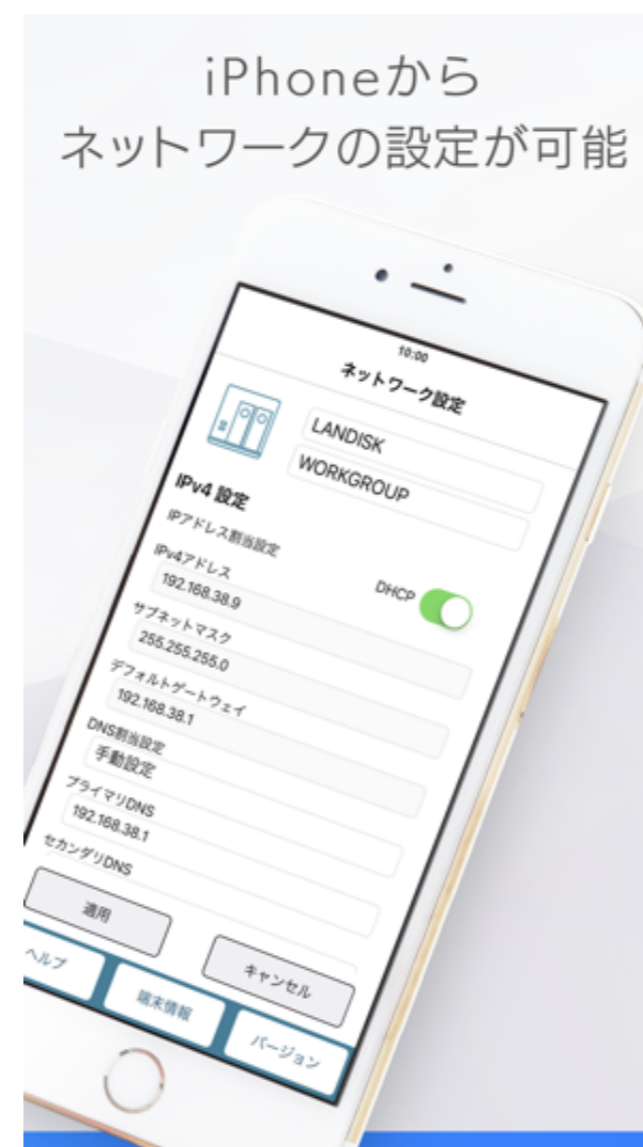 iPhoneから
ネットワークの設定が可能
10:00
ネットワーク設定
LANDISK
WORKGROUP
IPv4 設定
IPアドレス割当設定
DHCP
IPv4アドレス
192.168.38.9
サブネットマスク
255.255.255.0
デフォルトゲートウェイ
192.168.38.1
DNS割当設定
手動設定
プライマリDNS
192.168.38.1
セカンダリDNS
適用
キャンセル
ヘルプ
端末情報
バージョン